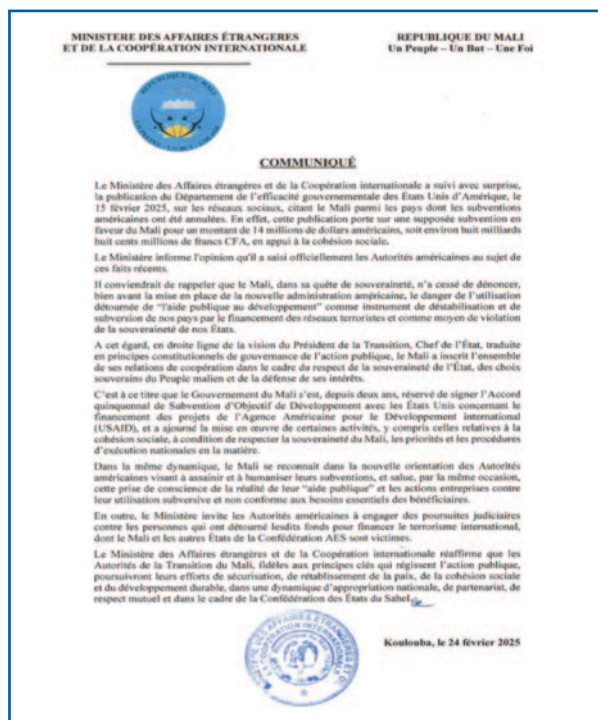 MINISTERE DES AFFAIRES ÉTRANGERES
ET DE LA COOPÉRATION INTERNATIONALE
REPUBLIQUE DU MALI
Un Peuple – Un But – Une Foi
REPUBLIQUE DU MALI
COMMUNIQUÉ
Le Ministère des Affaires étrangères et de la Coopération internationale a suivi avec surprise,
la publication du Département de l'efficacité gouvernementale des États Unis d'Amérique, le
15 février 2025, sur les réseaux sociaux, citant le Mali parmi les pays dont les subventions
américaines ont été annulées. En effet, cette publication porte sur une supposée subvention en
faveur du Mali pour un montant de 14 millions de dollars américains, soit environ huit milliards
huit cents millions de francs CFA, en appui à la cohésion sociale.
Le Ministère informe l'opinion qu'il a saisi officiellement les Autorités américaines au sujet de
ces faits récents.
Il conviendrait de rappeler que le Mali, dans sa quête de souveraineté, n'a cessé de dénoncer,
bien avant la mise en place de la nouvelle administration américaine, le danger de l'utilisation
détournée de "l'aide publique au développement" comme instrument de déstabilisation et de
subversion de nos pays par le financement des réseaux terroristes et comme moyen de violation
de la souveraineté de nos États.
A cet égard, en droite ligne de la vision du Président de la Transition, Chef de l'État, traduite
en principes constitutionnels de gouvernance de l'action publique, le Mali a inscrit l'ensemble
de ses relations de coopération dans le cadre du respect de la souveraineté de l'État, des choix
souverains du Peuple malien et de la défense de ses intérêts.
C'est à ce titre que le Gouvernement du Mali s'est, depuis deux ans, réservé de signer l'Accord
quinquennal de Subvention d'Objectif de Développement avec les États Unis concernant le
financement des projets de l'Agence Américaine pour le Développement international
(USAID), et a ajourné la mise en œuvre de certaines activités, y compris celles relatives à la
cohésion sociale, à condition de respecter la souveraineté du Mali, les priorités et les procédures
d'exécution nationales en la matière.
Dans la même dynamique, le Mali se reconnait dans la nouvelle orientation des Autorités
américaines visant à assainir et à humaniser leurs subventions, et salue, par la même occasion,
cette prise de conscience de la réalité de leur "aide publique" et les actions entreprises contre
leur utilisation subversive et non conforme aux besoins essentiels des bénéficiaires.
En outre, le Ministère invite les Autorités américaines à engager des poursuites judiciaires
contre les personnes qui ont détourné lesdits fonds pour financer le terrorisme international,
dont le Mali et les autres États de la Confédération AES sont victimes.
Le Ministère des Affaires étrangères et de la Coopération internationale réaffirme que les
Autorités de la Transition du Mali, fidèles aux principes clés qui régissent l'action publique,
poursuivront leurs efforts de sécurisation, de rétablissement de la paix, de la cohésion sociale
et du développement durable, dans une dynamique d'appropriation nationale, de partenariat, de
respect mutuel et dans le cadre de la Confédération des États du Sahel.
Koulouba, le 24 février 2025